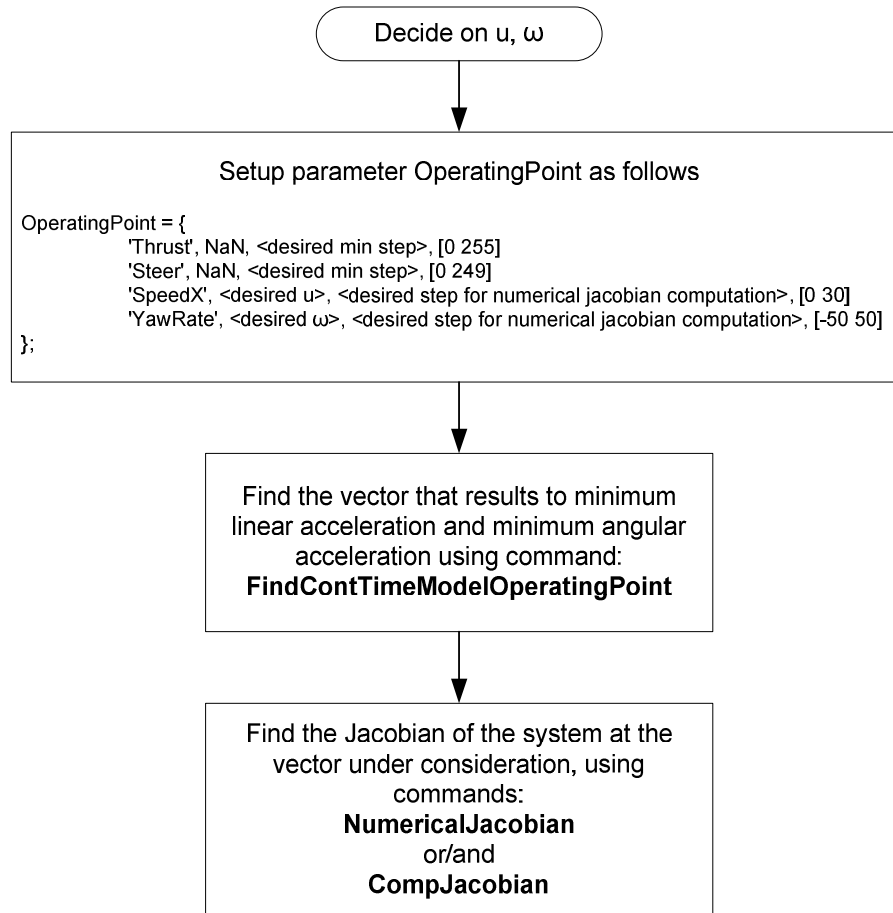 Decide on u, ω
Setup parameter OperatingPoint as follows
OperatingPoint = {
'Thrust', NaN, <desired min step>, [0 255]
'Steer', NaN, <desired min step>, [0 249]
'SpeedX', <desired u>, <desired step for numerical jacobian computation>, [0 30]
'YawRate', <desired ω>, <desired step for numerical jacobian computation>, [-50 50]
};
Find the vector that results to minimum
linear acceleration and minimum angular
acceleration using command:
FindContTimeModelOperatingPoint
Find the Jacobian of the system at the
vector under consideration, using
commands:
NumericalJacobian
or/and
CompJacobian